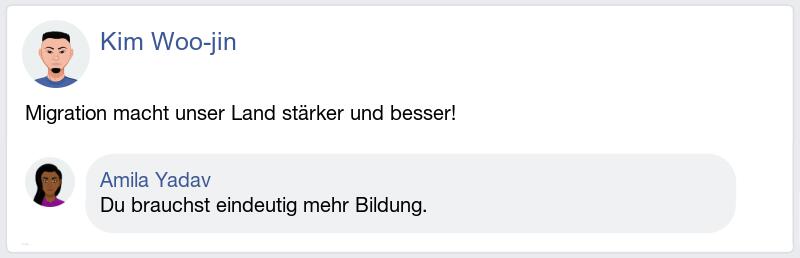 Kim Woo-jin
Migration macht unser Land stärker und besser!
Amila Yadav
Du brauchst eindeutig mehr Bildung.